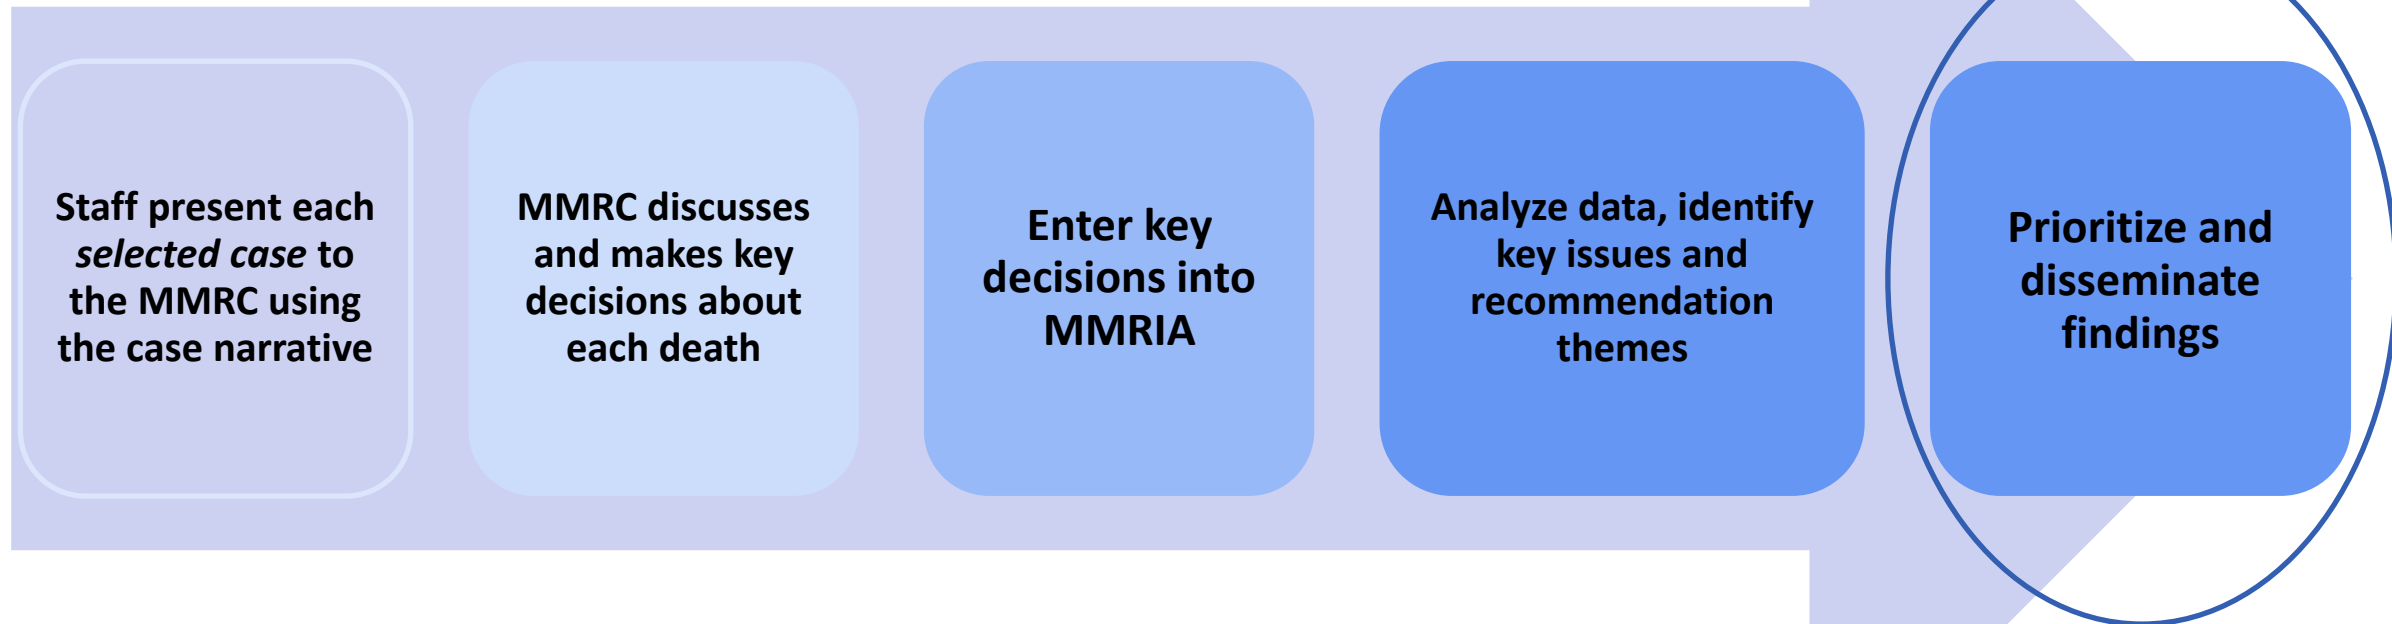 Staff present each
selected case to
the MMRC using
the case narrative
MMRC discusses
and makes key
decisions about
each death
Enter key
decisions into
MMRIA
Analyze data, identify
key issues and
recommendation
themes
Prioritize and
disseminate
findings